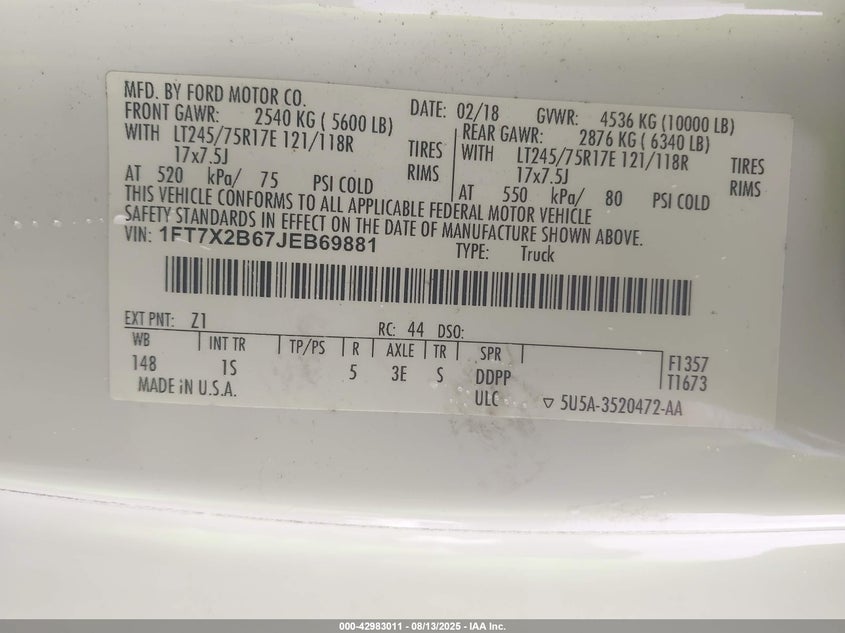 MFD. BY FORD MOTOR CO. DATE: 02/18 GVWR: 4536 KG (10000 LB)
FRONT GAWR: 2540 KG ( 5600 LB) REAR GAWR: 2876 KG ( 6340 LB)
WITH LT245/75R17E 121/118R TIRES WITH LT245/75R17E 121/118R TIRES
17x7.5J RIMS 17x7.5J RIMS
AT 520 kPa/ 75 PSI COLD AT 550 kPa/ 80 PSI COLD
THIS VEHICLE CONFORMS TO ALL APPLICABLE FEDERAL MOTOR VEHICLE
SAFETY STANDARDS IN EFFECT ON THE DATE OF MANUFACTURE SHOWN ABOVE.
VIN: 1FT7X2B67JEB69881 TYPE: Truck
EXT PNT: Z1 RC: 44 DSO:
WB INT TR TP/PS R AXLE TR SPR F1357
148 1S 5 3E S DDPP T1673
MADE IN U.S.A. ULC ▽ 5U5A-3520472-AA
000-42983011 - 08/13/2025 - IAA Inc.